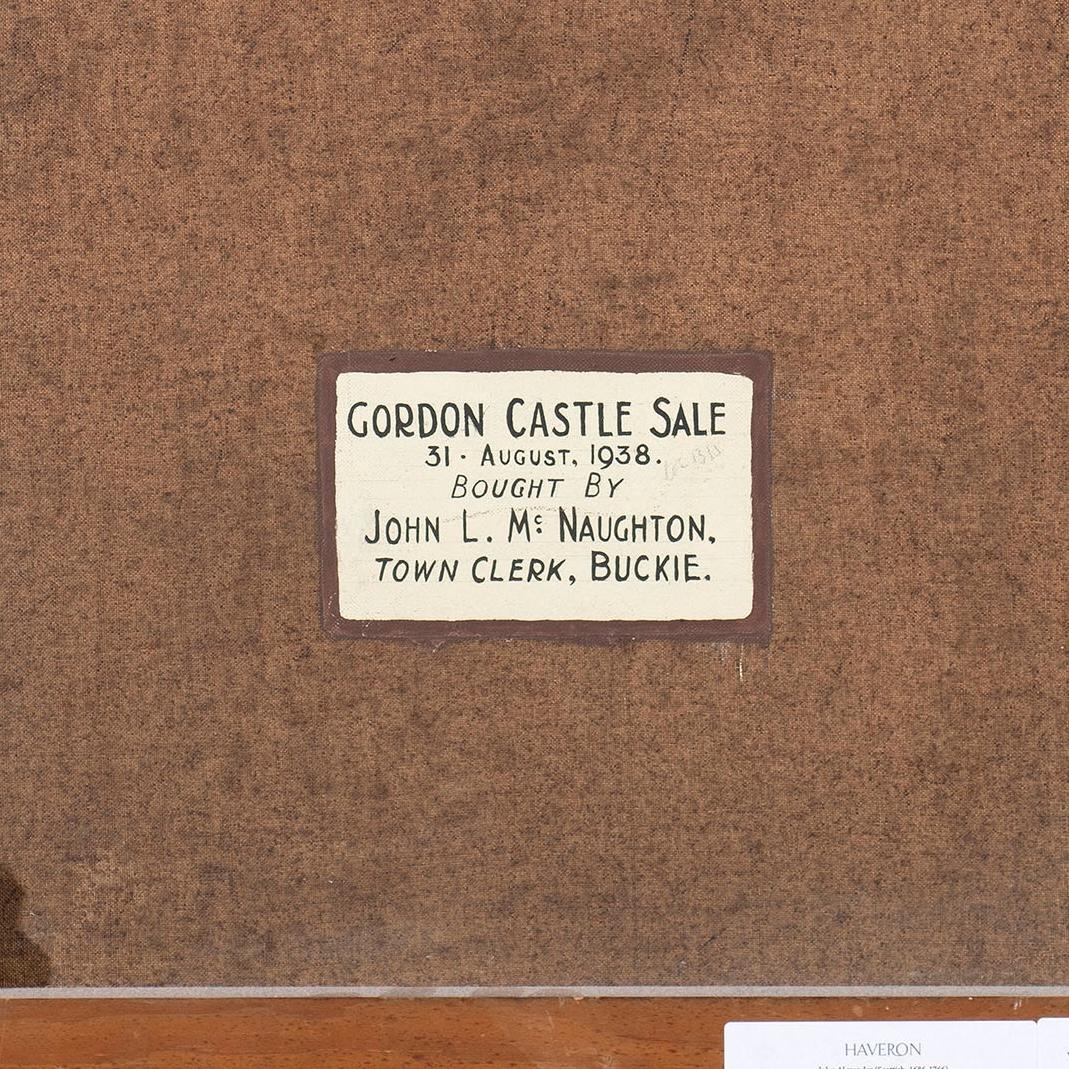 GORDON CASTLE SALE
31 · AUGUST, 1938.
BOUGHT BY
JOHN L. Mc NAUGHTON,
TOWN CLERK, BUCKIE.
HAVERON